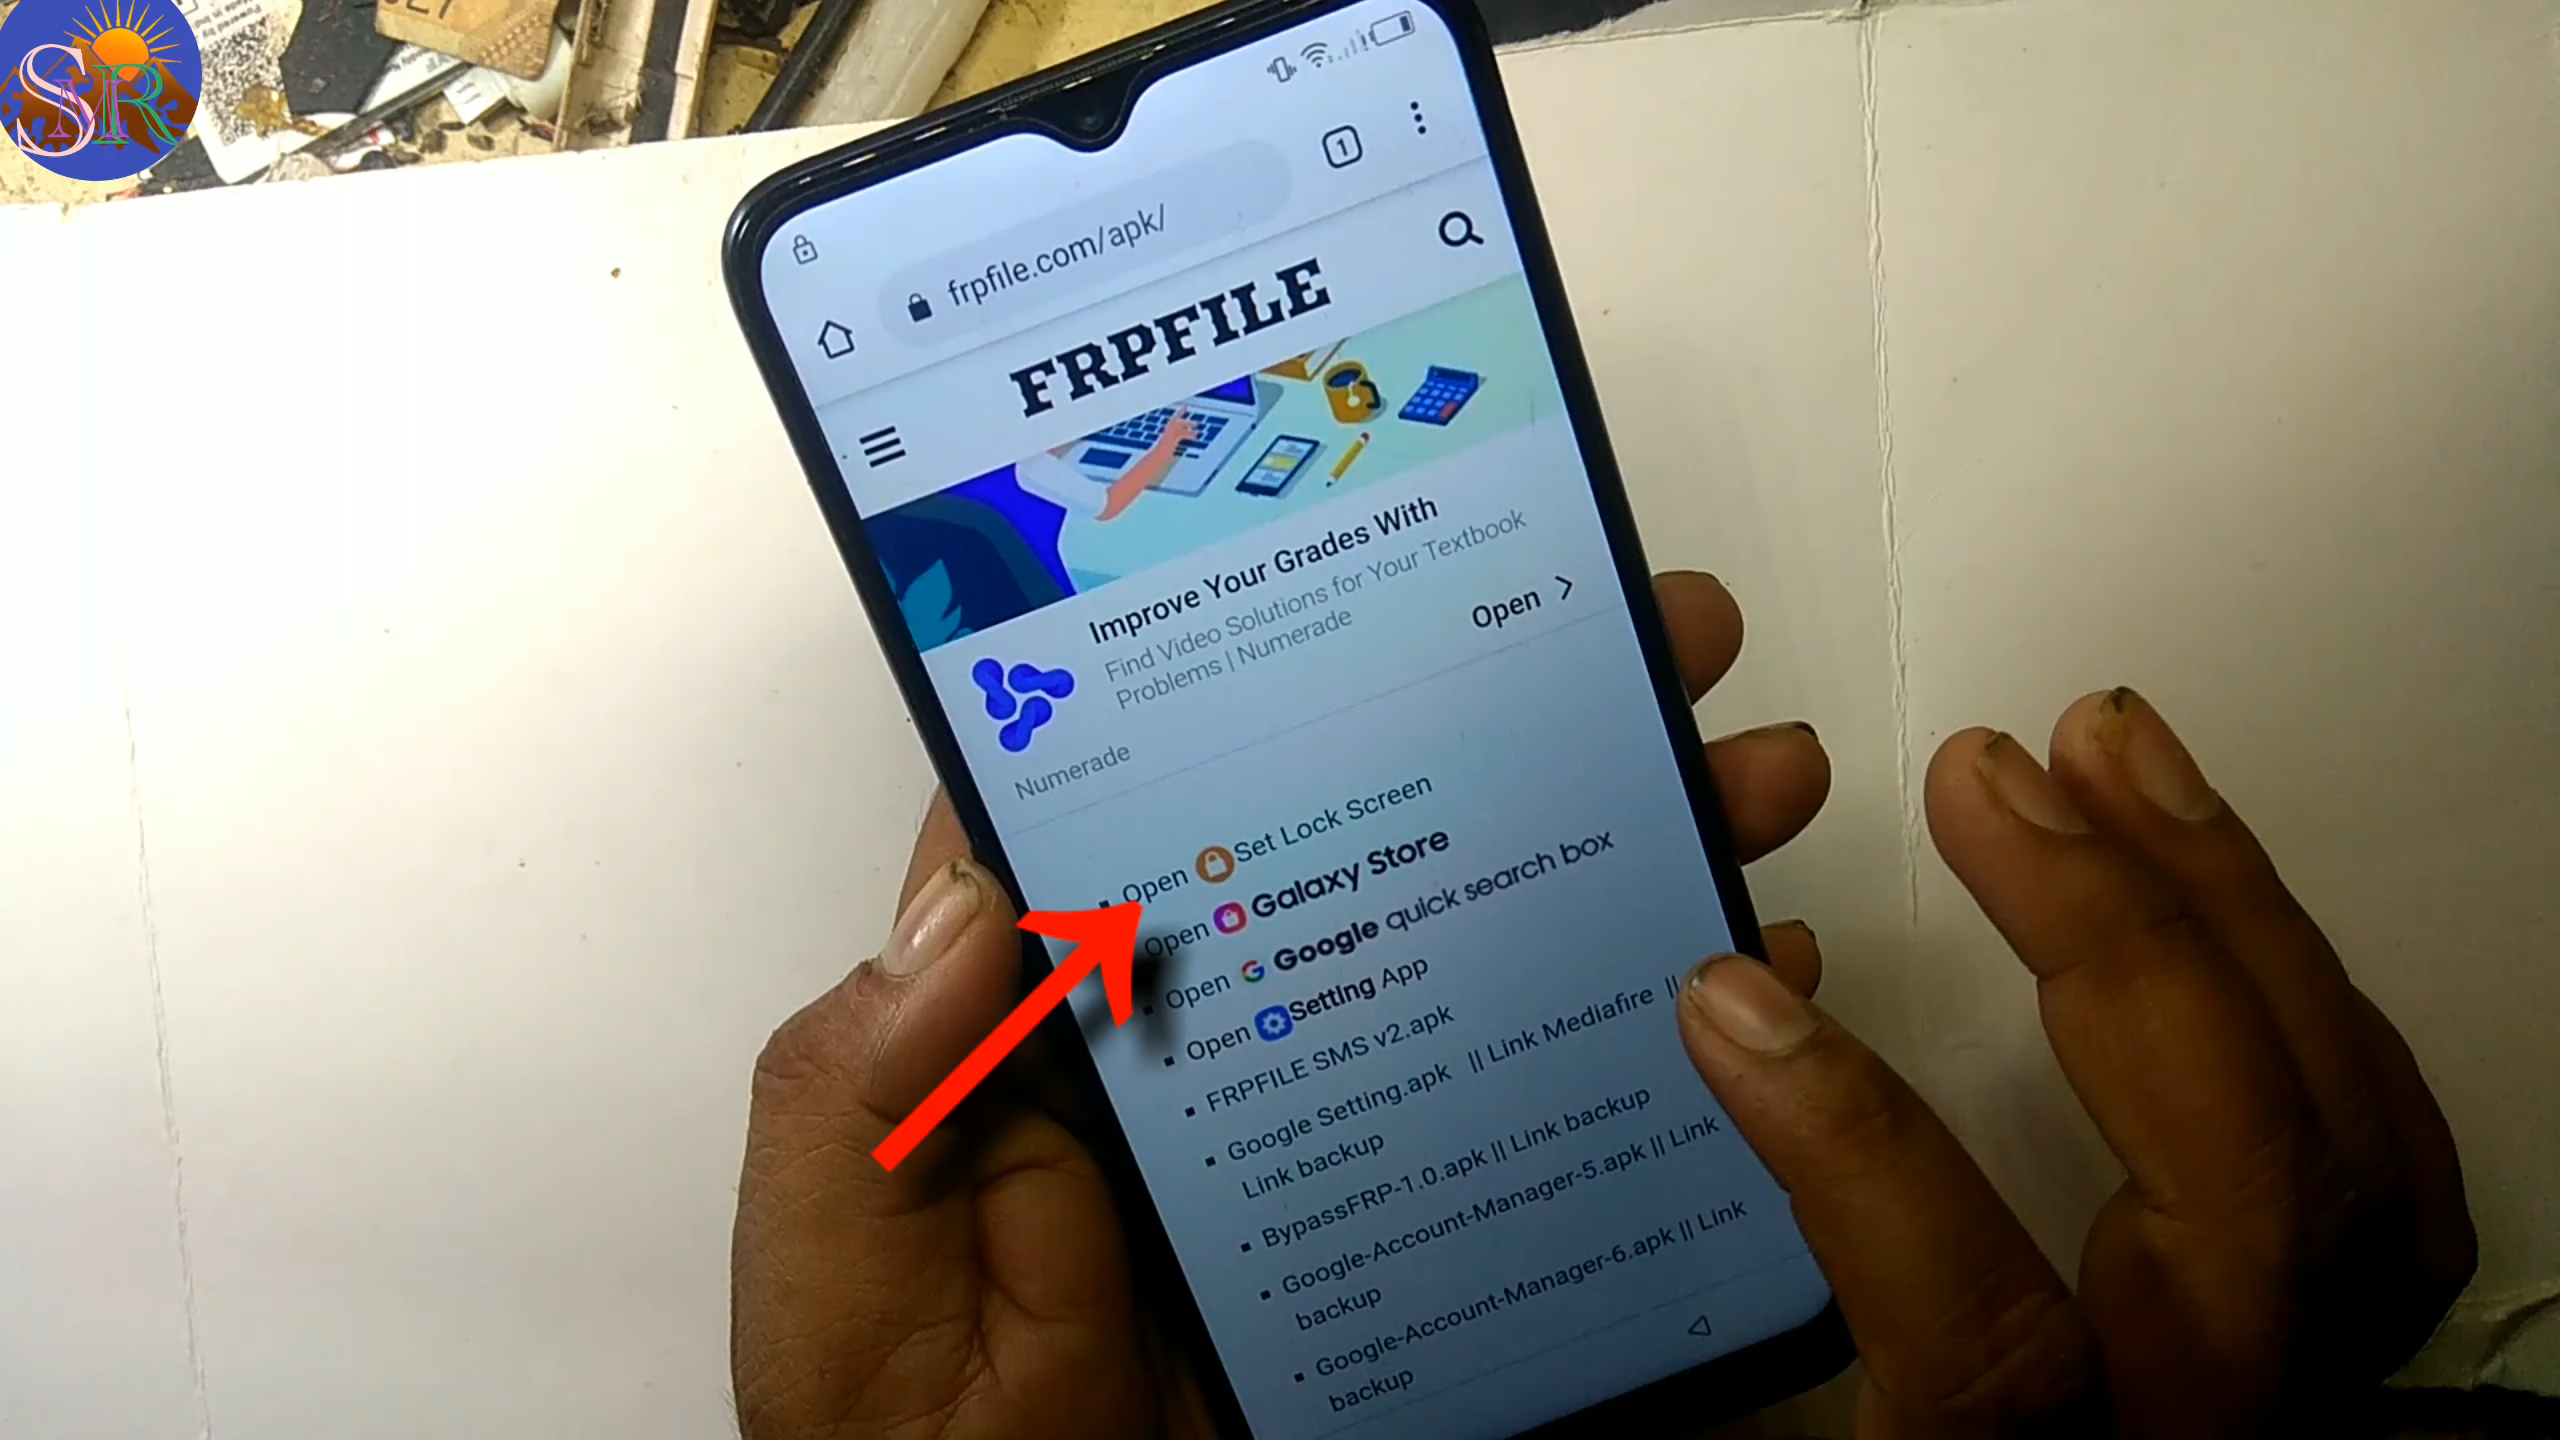 SMR
1
frpfile.com/apk/
FRPFILE
Improve Your Grades With
Find Video Solutions for Your Textbook
Problems | Numerade
Open
Numerade
Open Set Lock Screen
Open Galaxy Store
Open Google quick search box
Open Setting App
FRPFILE SMS v2.apk
Google Setting.apk || Link Mediafire ||
Link backup
BypassFRP-1.0.apk || Link backup
Google-Account-Manager-5.apk || Link
backup
Google-Account-Manager-6.apk || Link
backup